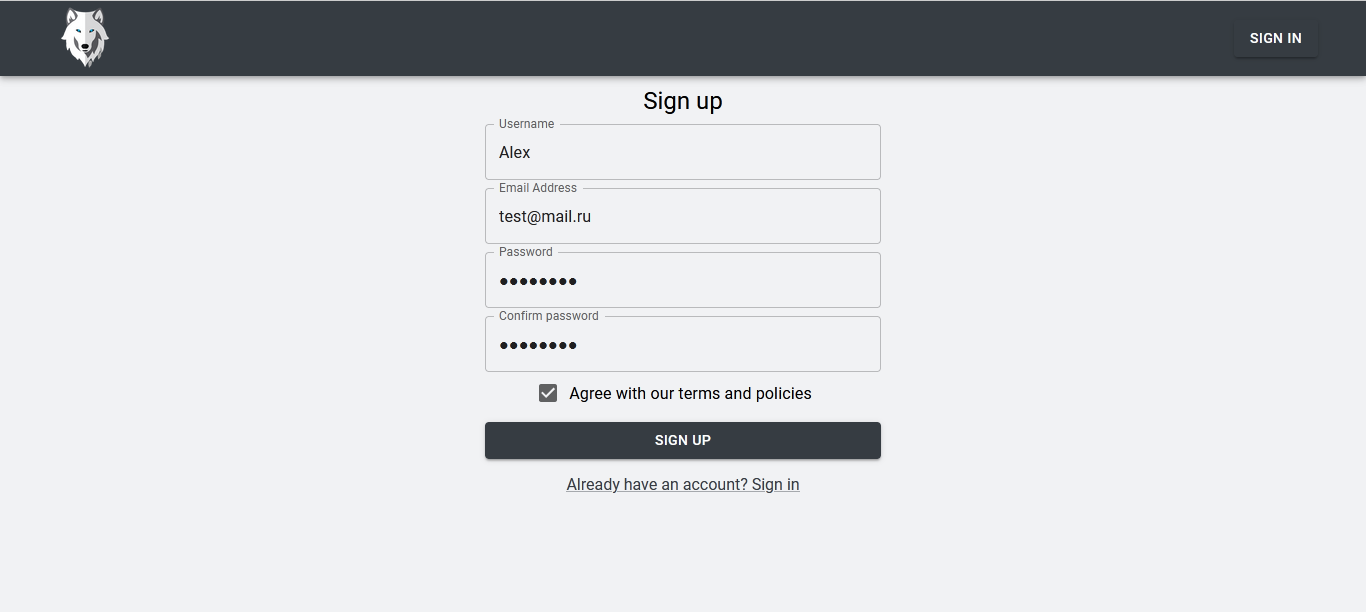 SIGN IN
Sign up
Username
Alex
Email Address
test@mail.ru
Password
••••••••
Confirm password
••••••••
Agree with our terms and policies
SIGN UP
Already have an account? Sign in